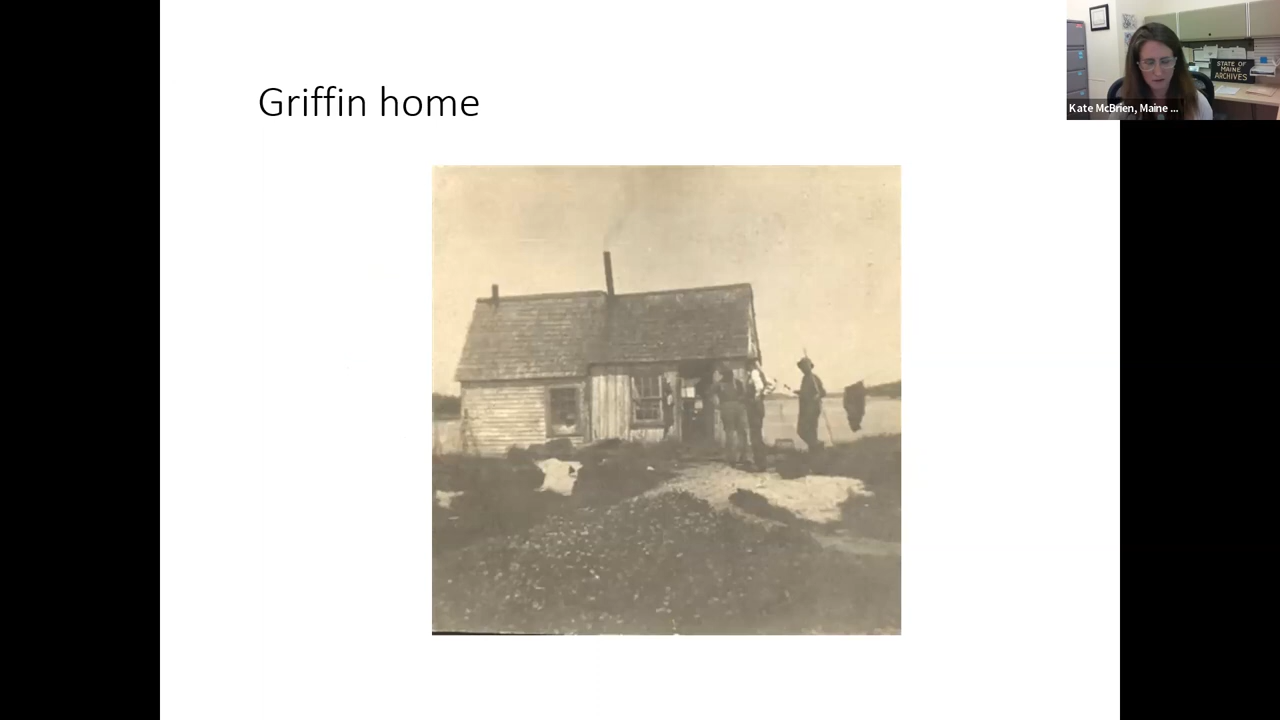 Griffin home
STATE OF
MAINE
ARCHIVES
Kate McBrien, Maine ...